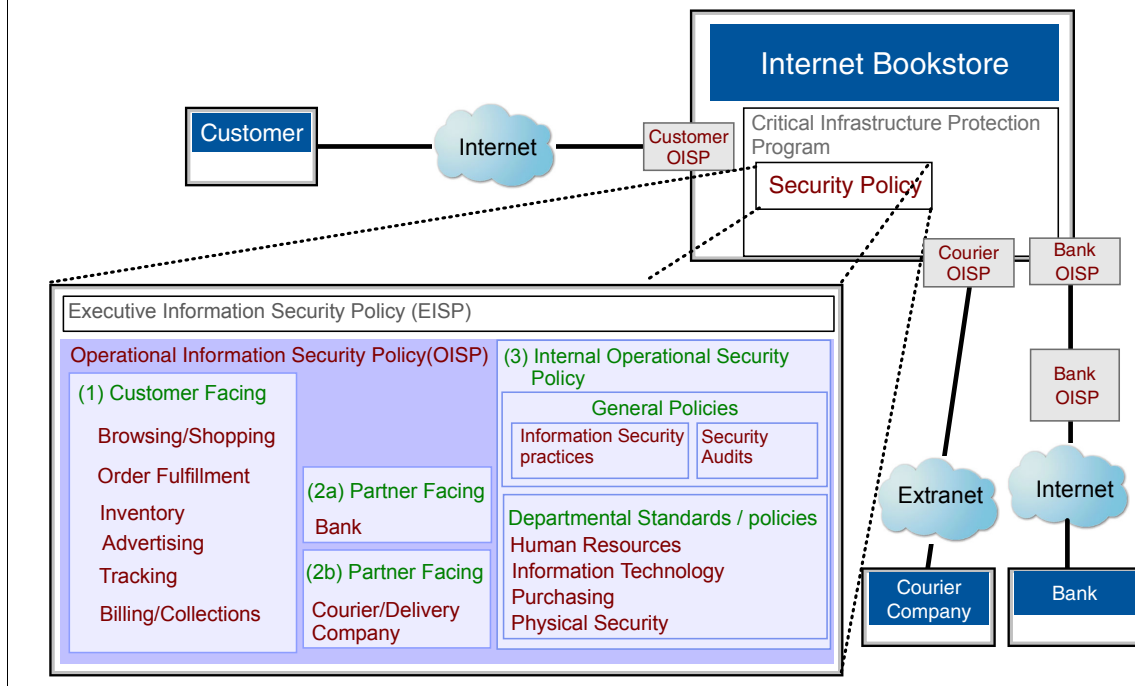 Internet Bookstore
Customer
Internet
Customer
OISP
Critical Infrastructure Protection
Program
Security Policy
Courier
OISP
Bank
OISP
Executive Information Security Policy (EISP)
Operational Information Security Policy(OISP)
(1) Customer Facing
Browsing/Shopping
Order Fulfillment
Inventory
Advertising
Tracking
Billing/Collections
(2a) Partner Facing
Bank
(2b) Partner Facing
Courier/Delivery
Company
(3) Internal Operational Security
Policy
General Policies
Information Security
practices
Security
Audits
Departmental Standards / policies
Human Resources
Information Technology
Purchasing
Physical Security
Bank
OISP
Extranet
Internet
Courier
Company
Bank